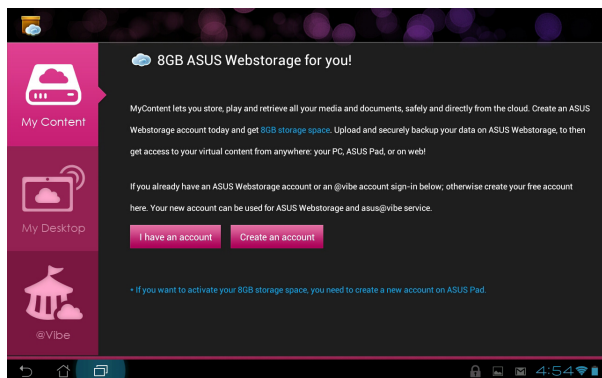 8GB ASUS Webstorage for you!
My Content
MyContent lets you store, play and retrieve all your media and documents, safely and directly from the cloud. Create an ASUS
Webstorage account today and get 8GB storage space. Upload and securely backup your data on ASUS Webstorage, to then
get access to your virtual content from anywhere: your PC, ASUS Pad, or on web!
If you already have an ASUS Webstorage account or an @vibe account sign-in below; otherwise create your free account
here. Your new account can be used for ASUS Webstorage and asus@vibe service.
My Desktop
I have an account Create an account
• If you want to activate your 8GB storage space, you need to create a new account on ASUS Pad.
@Vibe
4:54